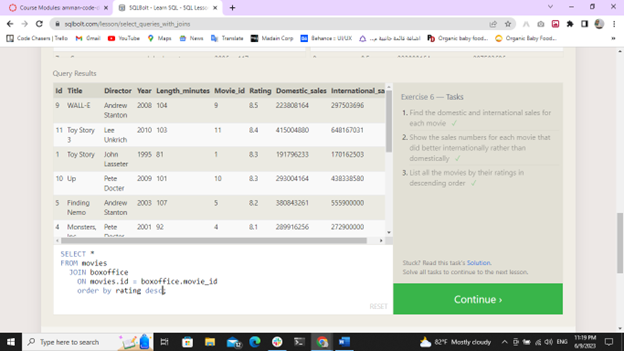 Course Modules: amman-code-
SQLBolt - Learn SQL - SQL Lesso
sqlbolt.com/lesson/select_queries_with_joins
Code Chasers | Trello
Gmail
YouTube
Maps
News
Translate
Madain Corp
Behance :: UI/UX
Organic baby food...
Organic Baby Food...
Query Results
Id Title Director Year Length_minutes Movie_id Rating Domestic_sales International_sa
9 WALL-E Andrew Stanton 2008 104 9 8.5 223808164 297503696
11 Toy Story 3 Lee Unkrich 2010 103 11 8.4 415004880 648167031
1 Toy Story John Lasseter 1995 81 1 8.3 191796233 170162503
10 Up Pete Docter 2009 101 10 8.3 293004164 438338580
5 Finding Nemo Andrew Stanton 2003 107 5 8.2 380843261 555900000
4 Monsters, Inc Pete Docter 2001 92 4 8.1 289916256 272900000
SELECT *
FROM movies
JOIN boxoffice
ON movies.id = boxoffice.movie_id
order by rating desc;
RESET
Exercise 6 — Tasks
1. Find the domestic and international sales for
each movie ✓
2. Show the sales numbers for each movie that
did better internationally rather than
domestically ✓
3. List all the movies by their ratings in
descending order ✓
Stuck? Read this task's Solution.
Solve all tasks to continue to the next lesson.
Continue ›
Type here to search
82°F Mostly cloudy
11:19 PM
6/9/2023